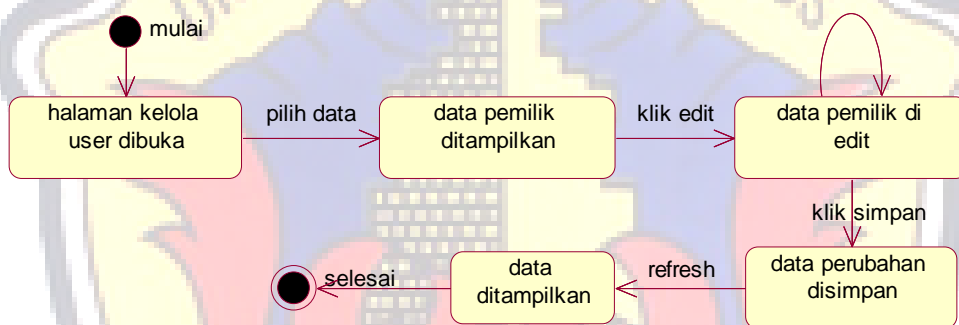 mulai
halaman kelola
user dibuka
pilih data
data pemilik
ditampilkan
klik edit
data pemilik di
edit
klik simpan
data perubahan
disimpan
refresh
data
ditampilkan
selesai